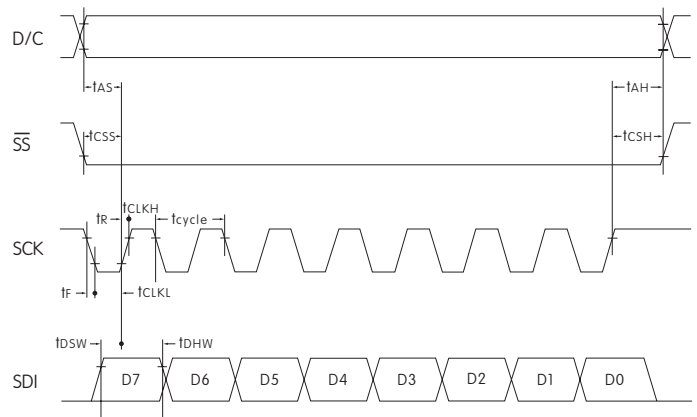 D/C
tAS
tAH
SS
tCSS
tCSH
tR
tCLKH
tcycle
SCK
tF
tCLKL
tDSW
tDHW
SDI
D7
D6
D5
D4
D3
D2
D1
D0